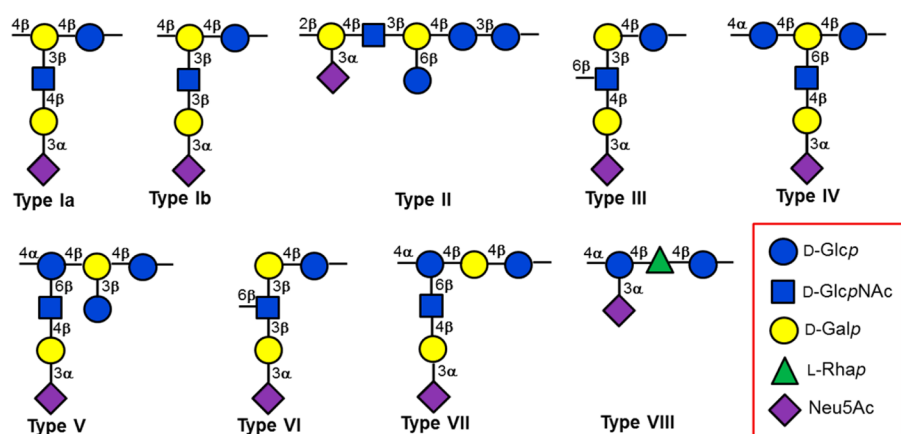 4β 4β
3β
4β
3α
Type Ia
4β 4β
3β
3β
3α
Type Ib
2β 4β 3β 4β 3β
3α 6β
Type II
4β
3β
6β
4β
3α
Type III
4α 4β 4β
6β
4β
3α
Type IV
4α 4β 4β
6β 3β
4β
3α
Type V
4β
3β
6β
3β
3α
Type VI
4α 4β 4β
6β
4β
3α
Type VII
4α 4β 4β
3α
Type VIII
D-Glcp
D-GlcpNAc
D-Galp
L-Rhap
Neu5Ac